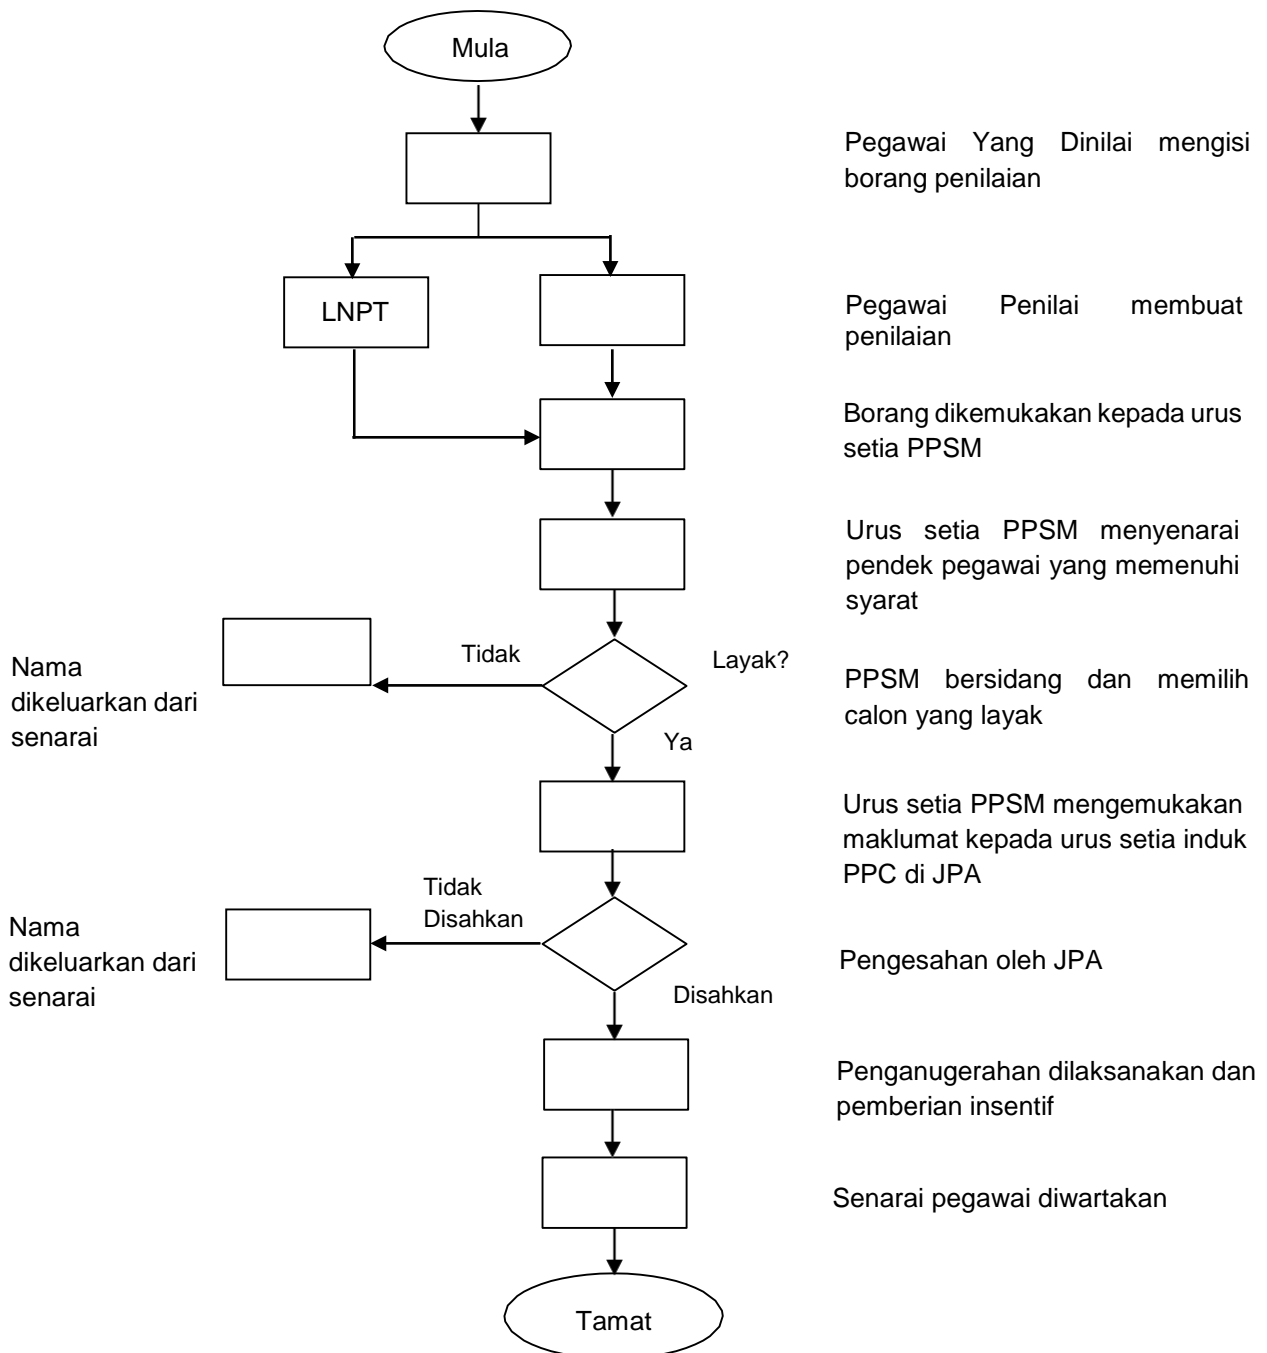 Mula
Pegawai Yang Dinilai mengisi
borang penilaian
LNPT
Pegawai Penilai membuat
penilaian
Borang dikemukakan kepada urus
setia PPSM
Urus setia PPSM menyenarai
pendek pegawai yang memenuhi
syarat
Nama
dikeluarkan dari
senarai
Tidak
Layak?
PPSM bersidang dan memilih
calon yang layak
Ya
Urus setia PPSM mengemukakan
maklumat kepada urus setia induk
PPC di JPA
Tidak
Disahkan
Nama
dikeluarkan dari
senarai
Pengesahan oleh JPA
Disahkan
Penganugerahan dilaksanakan dan
pemberian insentif
Senarai pegawai diwartakan
Tamat